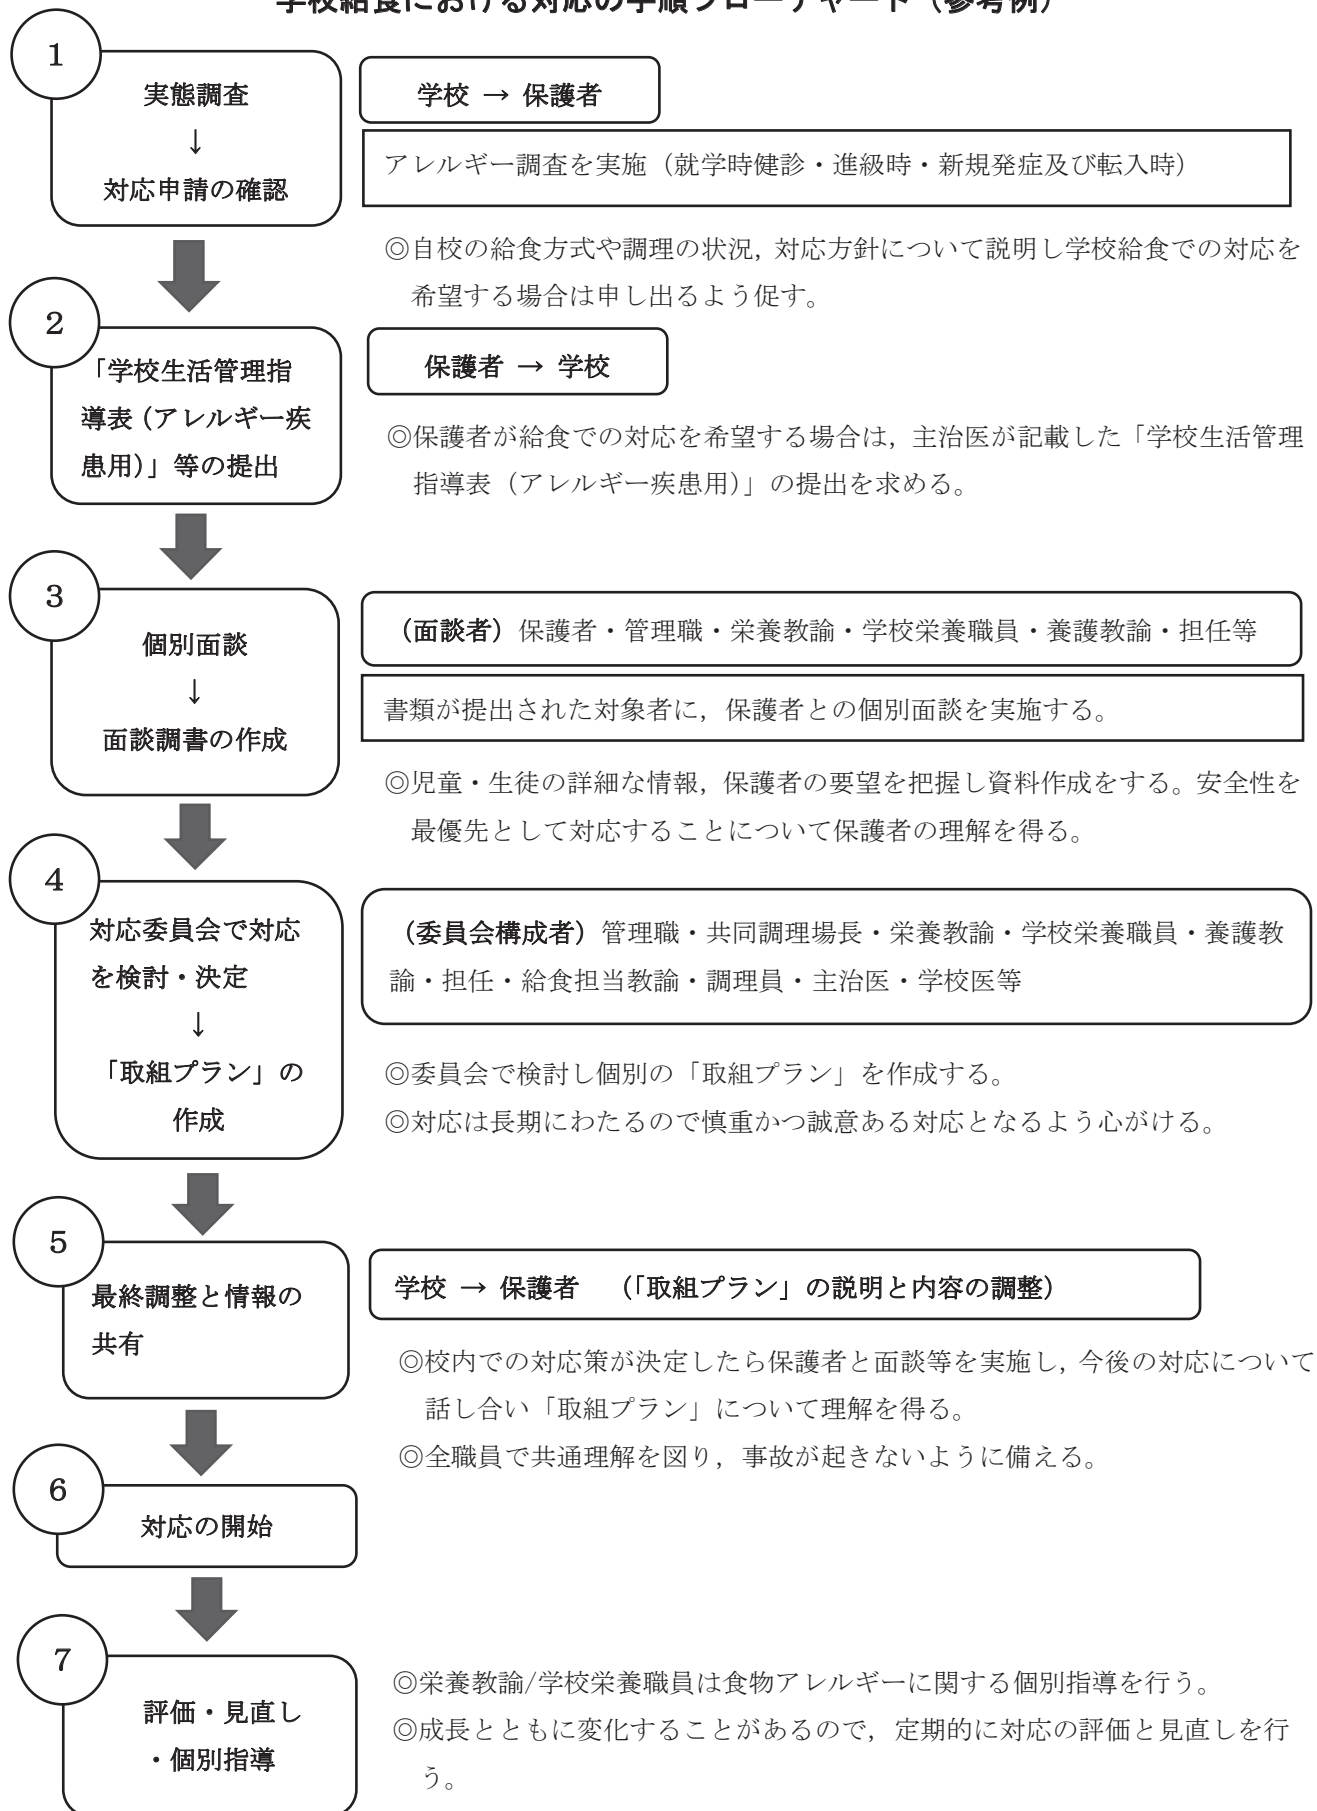 学校給食における対応の手順フローチャート（参考例）
1
実態調査
↓
対応申請の確認
学校 → 保護者
アレルギー調査を実施（就学時健診・進級時・新規発症及び転入時）
◎自校の給食方式や調理の状況，対応方針について説明し学校給食での対応を
希望する場合は申し出るよう促す。
2
「学校生活管理指
導表（アレルギー疾
患用）」等の提出
保護者 → 学校
◎保護者が給食での対応を希望する場合は，主治医が記載した「学校生活管理
指導表（アレルギー疾患用）」の提出を求める。
3
個別面談
↓
面談調書の作成
（面談者）保護者・管理職・栄養教諭・学校栄養職員・養護教諭・担任等
書類が提出された対象者に，保護者との個別面談を実施する。
◎児童・生徒の詳細な情報，保護者の要望を把握し資料作成をする。安全性を
最優先として対応することについて保護者の理解を得る。
4
対応委員会で対応
を検討・決定
↓
「取組プラン」の
作成
（委員会構成者）管理職・共同調理場長・栄養教諭・学校栄養職員・養護教
諭・担任・給食担当教諭・調理員・主治医・学校医等
◎委員会で検討し個別の「取組プラン」を作成する。
◎対応は長期にわたるので慎重かつ誠意ある対応となるよう心がける。
5
最終調整と情報の
共有
学校 → 保護者　（「取組プラン」の説明と内容の調整）
◎校内での対応策が決定したら保護者と面談等を実施し，今後の対応について
話し合い「取組プラン」について理解を得る。
◎全職員で共通理解を図り，事故が起きないように備える。
6
対応の開始
7
評価・見直し
・個別指導
◎栄養教諭/学校栄養職員は食物アレルギーに関する個別指導を行う。
◎成長とともに変化することがあるので，定期的に対応の評価と見直しを行
う。